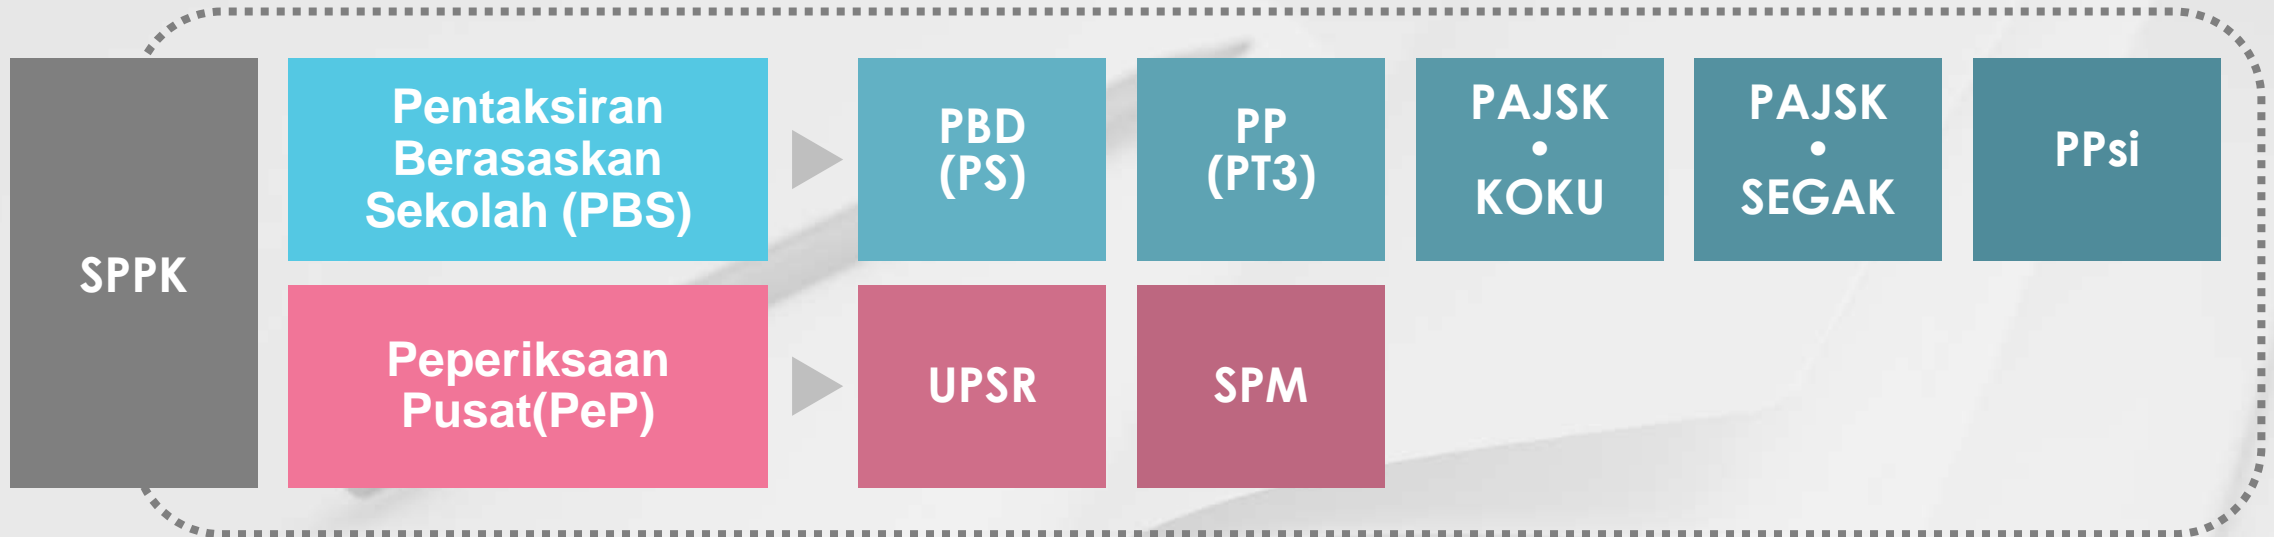 SPPK
Pentaksiran
Berasaskan
Sekolah (PBS)
PBD
(PS)
PP
(PT3)
PAJSK
•
KOKU
PAJSK
•
SEGAK
PPsi
Peperiksaan
Pusat(PeP)
UPSR
SPM